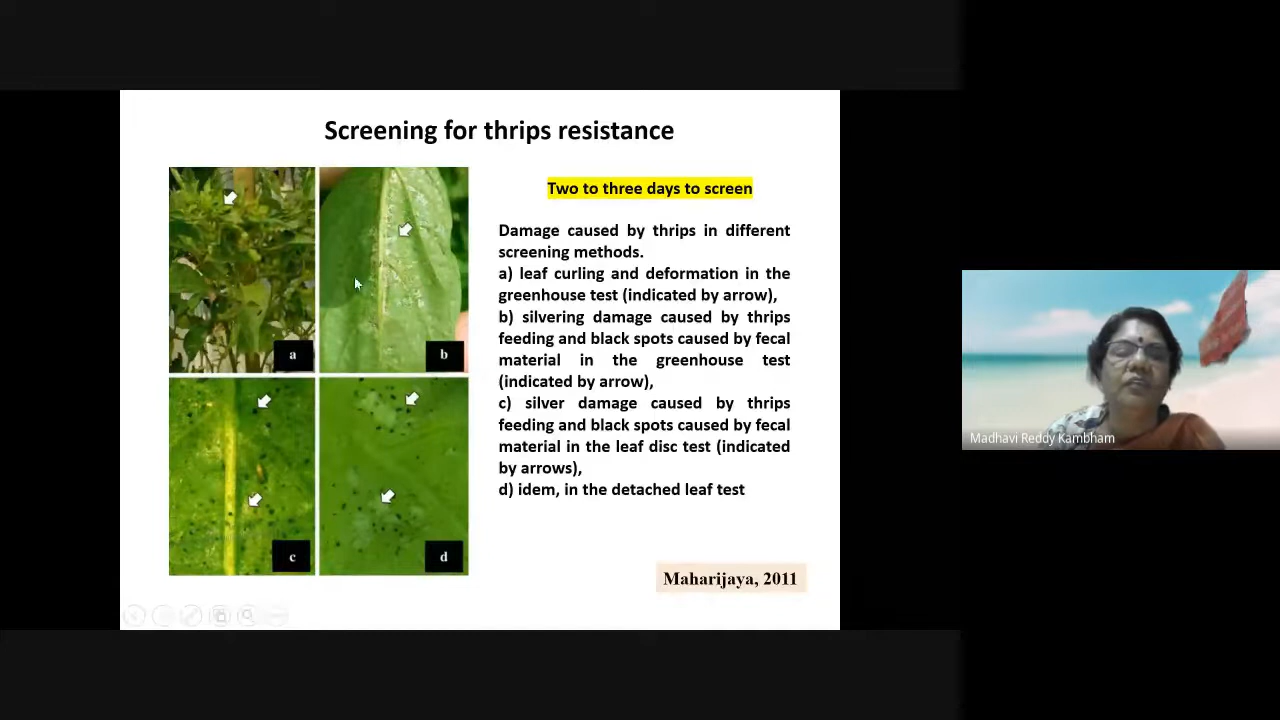 Screening for thrips resistance
Two to three days to screen
Damage caused by thrips in different
screening methods.
a) leaf curling and deformation in the
greenhouse test (indicated by arrow),
b) silvering damage caused by thrips
feeding and black spots caused by fecal
material in the greenhouse test
(indicated by arrow),
c) silver damage caused by thrips
feeding and black spots caused by fecal
material in the leaf disc test (indicated
by arrows),
d) idem, in the detached leaf test
a
b
c
d
Maharijaya, 2011
Madhavi Reddy Kambham